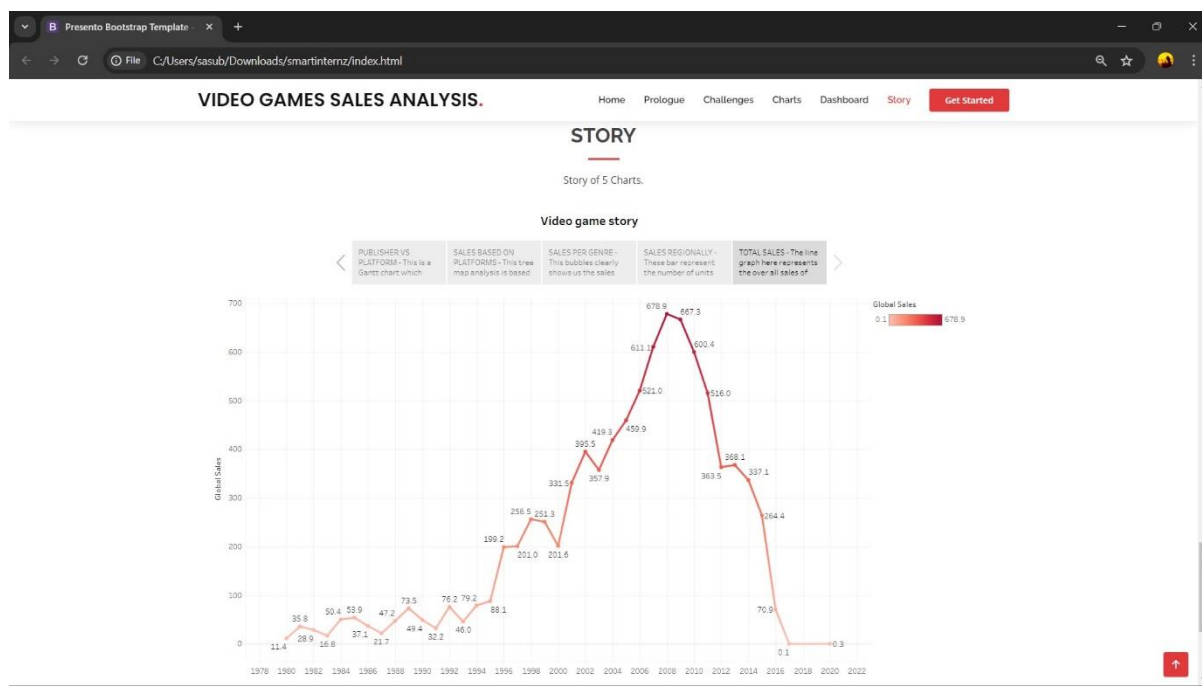 B Presento Bootstrap Template -
File C:/Users/sasub/Downloads/smartinternz/index.html
VIDEO GAMES SALES ANALYSIS.
Home Prologue Challenges Charts Dashboard Story Get Started
STORY
Story of 5 Charts.
Video game story
PUBLISHER VS
PLATFORM - This is a
Gantt chart which
SALES BASED ON
PLATFORMS - This tree
map analysis is based
SALES PER GENRE -
This bubbles clearly
shows us the sales
SALES REGIONALLY -
These bar represent
the number of units
TOTAL SALES - The line
graph here represents
the over all sales of
Global Sales
0.1 678.9
Global Sales
700
600
500
400
300
200
100
0
11.4
35.8
28.9
16.8
50.4
53.9
37.1
21.7
47.2
73.5
49.4
32.2
76.2
46.0
79.2
88.1
199.2
201.0
256.5
251.3
201.6
331.5
395.5
357.9
419.3
459.9
521.0
611.1
678.9
667.3
600.4
516.0
363.5
368.1
337.1
264.4
70.9
0.1
0.3
1978 1980 1982 1984 1986 1988 1990 1992 1994 1996 1998 2000 2002 2004 2006 2008 2010 2012 2014 2016 2018 2020 2022